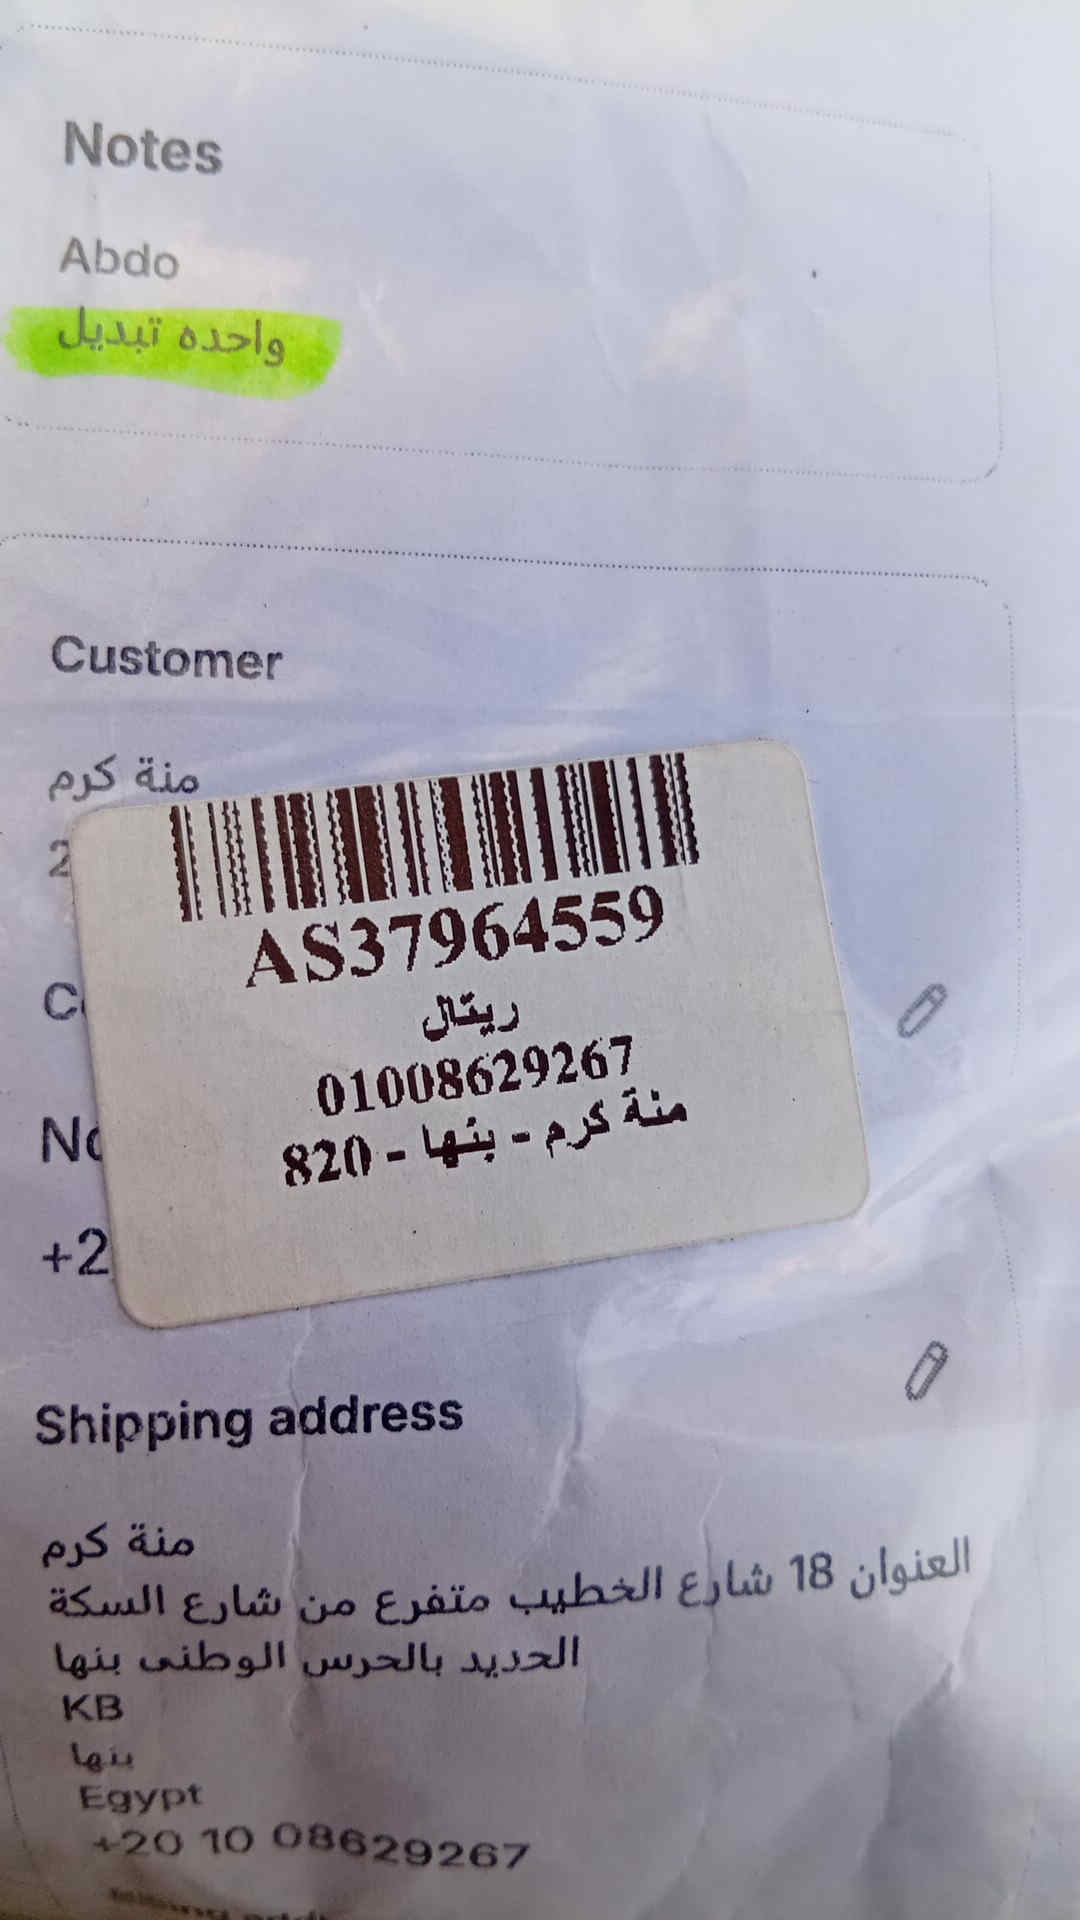 Notes
Abdo
واحده تبديل
Customer
منة كرم
2
AS37964559
ريتال
01008629267
منة كرم - بنها - 820
+2
Shipping address
منة كرم
العنوان 18 شارع الخطيب متفرع من شارع السكة
الحديد بالحرس الوطنى بنها
KB
بنها
Egypt
+20 10 08629267